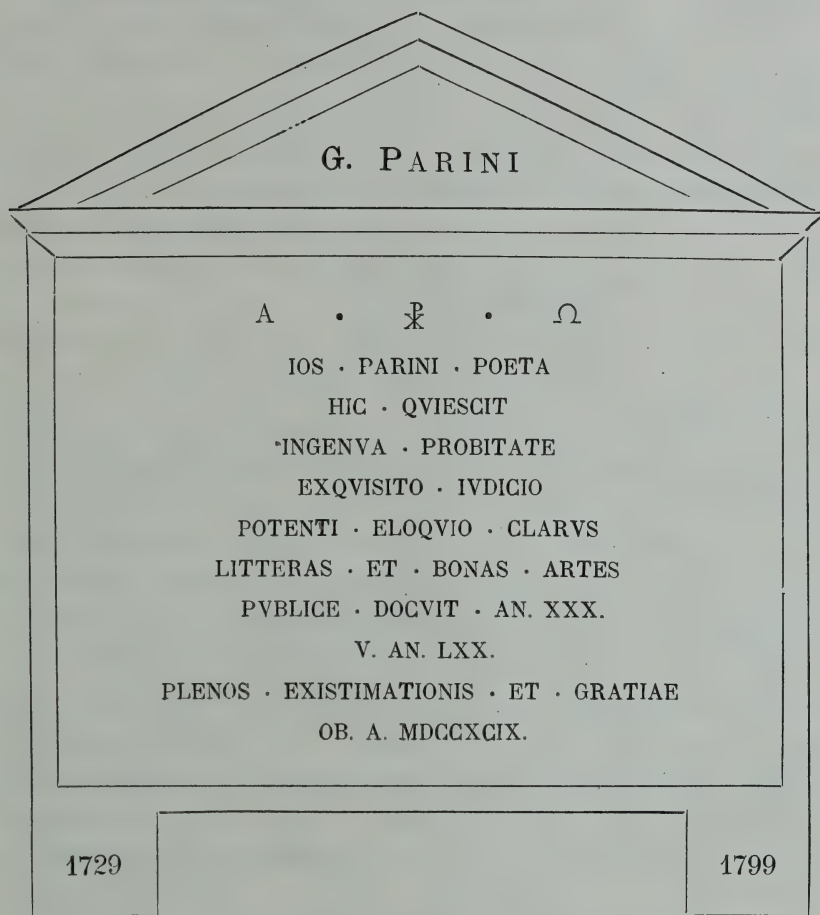 G. PARINI
A · ☧ · Ω
IOS · PARINI · POETA
HIC · QVIESCIT
INGENVA · PROBITATE
EXQVISITO · IVDICIO
POTENTI · ELOQVIO · CLARVS
LITTERAS · ET · BONAS · ARTES
PVBLICE · DOCVIT · AN. XXX.
V. AN. LXX.
PLENOS · EXISTIMATIONIS · ET · GRATIAE
OB. A. MDCCXCIX.
1729 1799